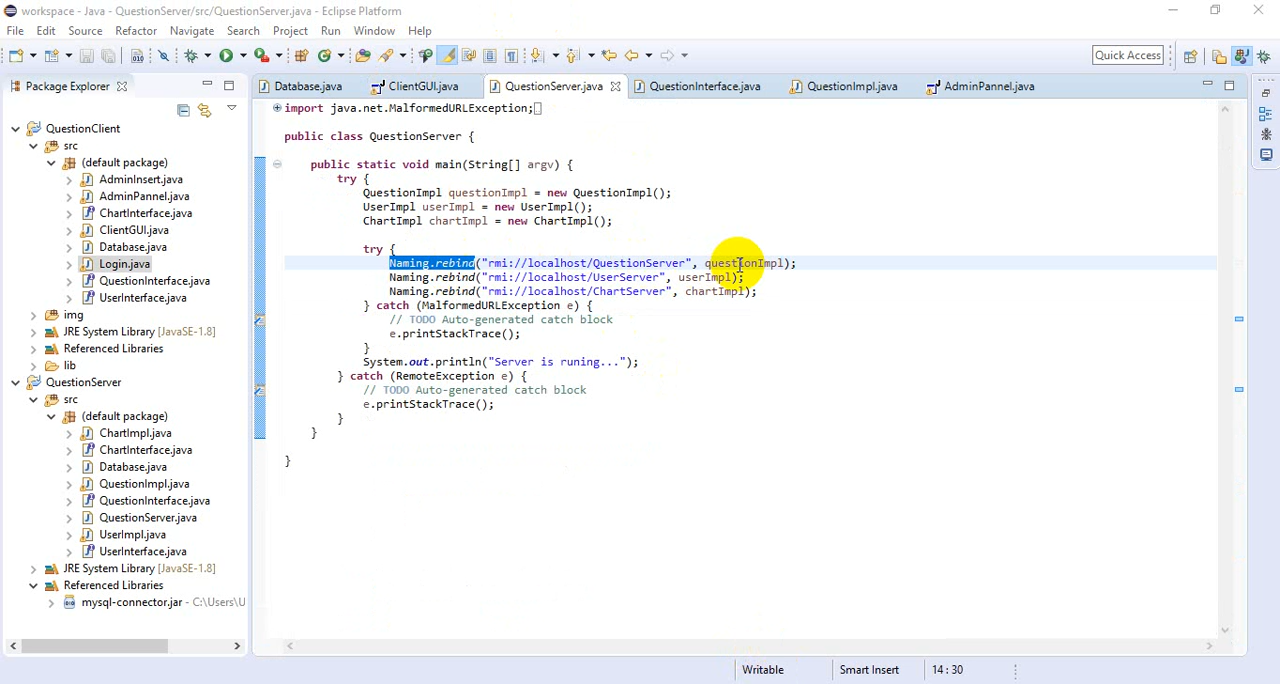 workspace - Java - QuestionServer/src/QuestionServer.java - Eclipse Platform
File Edit Source Refactor Navigate Search Project Run Window Help
Quick Access
Package Explorer
Database.java ClientGUI.java QuestionServer.java QuestionInterface.java QuestionImpl.java AdminPanel.java
QuestionClient
src
(default package)
AdminInsert.java
AdminPannel.java
ChartInterface.java
ClientGUI.java
Database.java
Login.java
QuestionInterface.java
UserInterface.java
img
JRE System Library [JavaSE-1.8]
Referenced Libraries
lib
QuestionServer
src
(default package)
ChartImpl.java
ChartInterface.java
Database.java
QuestionImpl.java
QuestionInterface.java
QuestionServer.java
UserImpl.java
UserInterface.java
JRE System Library [JavaSE-1.8]
Referenced Libraries
mysql-connector.jar - C:\Users\U
import java.net.MalformedURLException;
public class QuestionServer {
public static void main(String[] argv) {
try {
QuestionImpl questionImpl = new QuestionImpl();
UserImpl userImpl = new UserImpl();
ChartImpl chartImpl = new ChartImpl();
try {
Naming.rebind("rmi://localhost/QuestionServer", questionImpl);
Naming.rebind("rmi://localhost/UserServer", userImpl);
Naming.rebind("rmi://localhost/ChartServer", chartImpl);
} catch (MalformedURLException e) {
// TODO Auto-generated catch block
e.printStackTrace();
}
System.out.println("Server is runing...");
} catch (RemoteException e) {
// TODO Auto-generated catch block
e.printStackTrace();
}
}
}
Writable Smart Insert 14 : 30